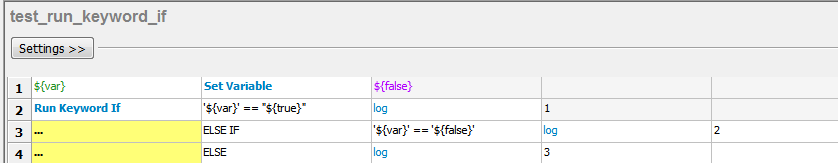 test_run_keyword_if
Settings >>
1 ${var} Set Variable ${false}
2 Run Keyword If '${var}' == "${true}" log 1
3 ... ELSE IF '${var}' == '${false}' log 2
4 ... ELSE log 3